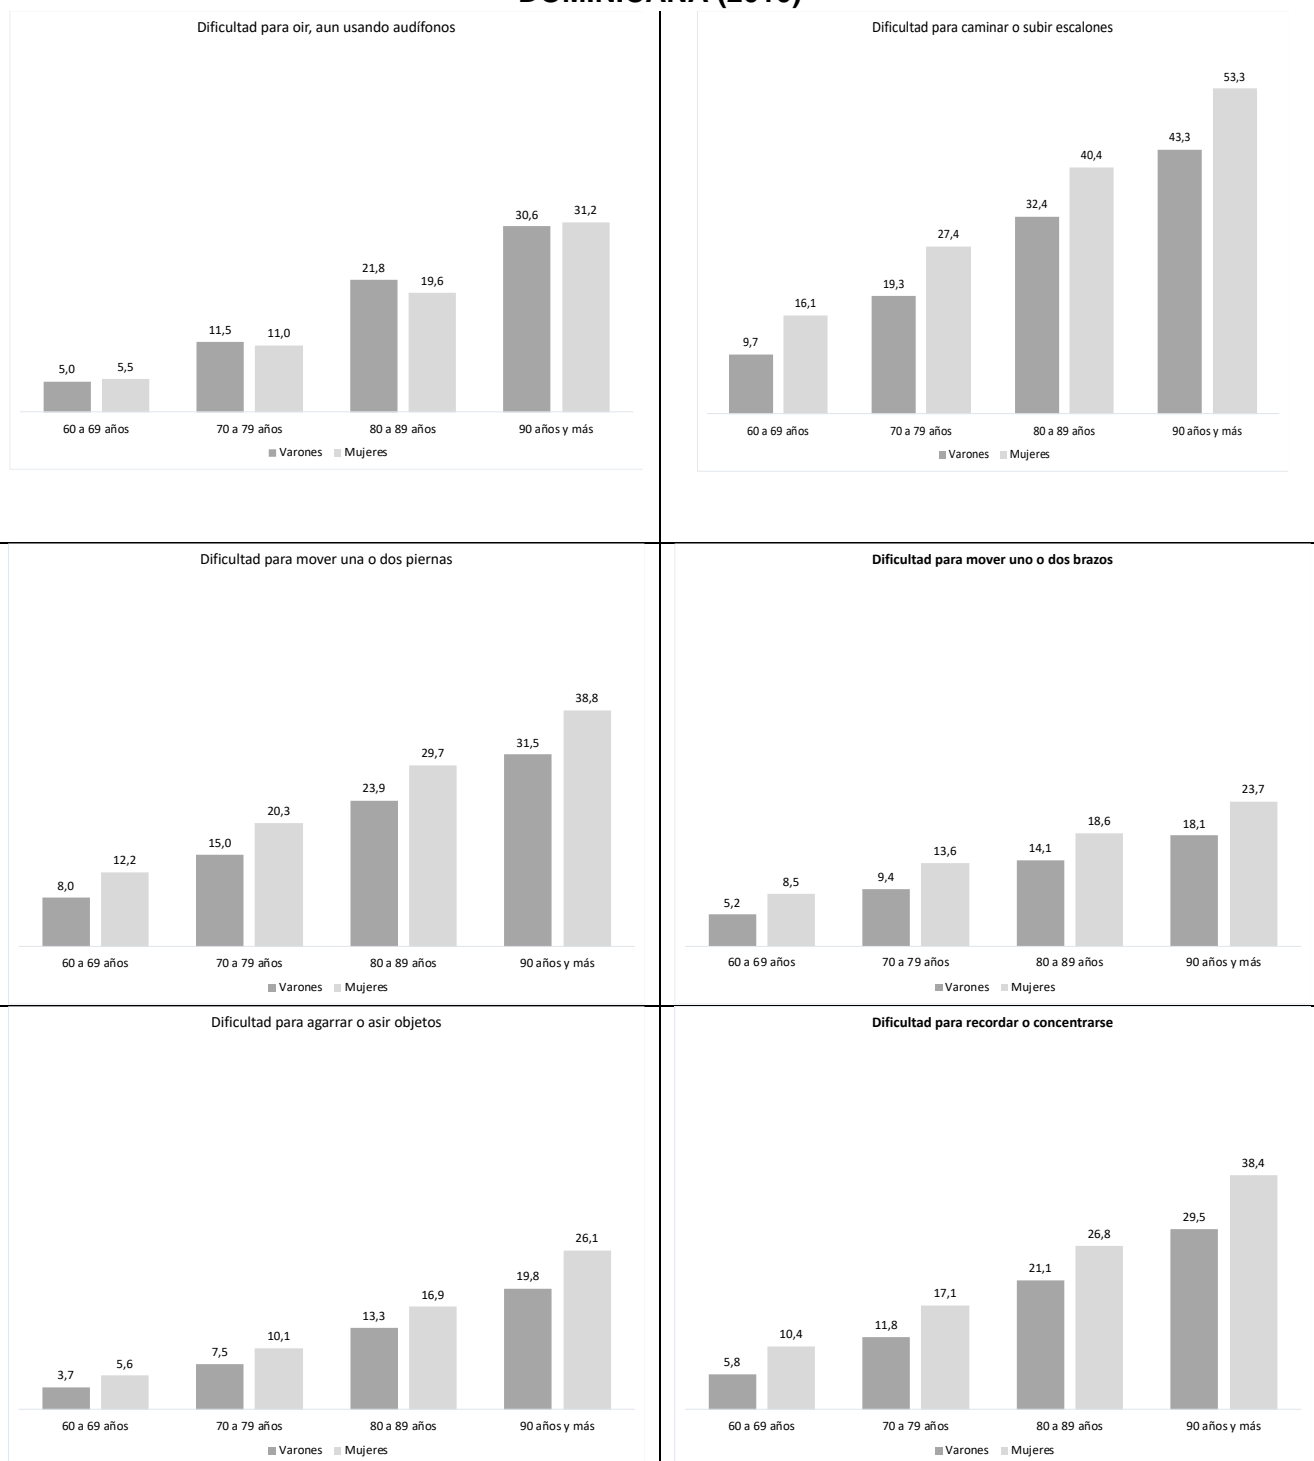 DOMINICANA (2010)
Dificultad para oir, aun usando audífonos
5,0 5,5 11,5 11,0 21,8 19,6 30,6 31,2
60 a 69 años 70 a 79 años 80 a 89 años 90 años y más
Varones Mujeres
Dificultad para caminar o subir escalones
9,7 16,1 19,3 27,4 32,4 40,4 43,3 53,3
60 a 69 años 70 a 79 años 80 a 89 años 90 años y más
Varones Mujeres
Dificultad para mover una o dos piernas
8,0 12,2 15,0 20,3 23,9 29,7 31,5 38,8
60 a 69 años 70 a 79 años 80 a 89 años 90 años y más
Varones Mujeres
Dificultad para mover uno o dos brazos
5,2 8,5 9,4 13,6 14,1 18,6 18,1 23,7
60 a 69 años 70 a 79 años 80 a 89 años 90 años y más
Varones Mujeres
Dificultad para agarrar o asir objetos
3,7 5,6 7,5 10,1 13,3 16,9 19,8 26,1
60 a 69 años 70 a 79 años 80 a 89 años 90 años y más
Varones Mujeres
Dificultad para recordar o concentrarse
5,8 10,4 11,8 17,1 21,1 26,8 29,5 38,4
60 a 69 años 70 a 79 años 80 a 89 años 90 años y más
Varones Mujeres